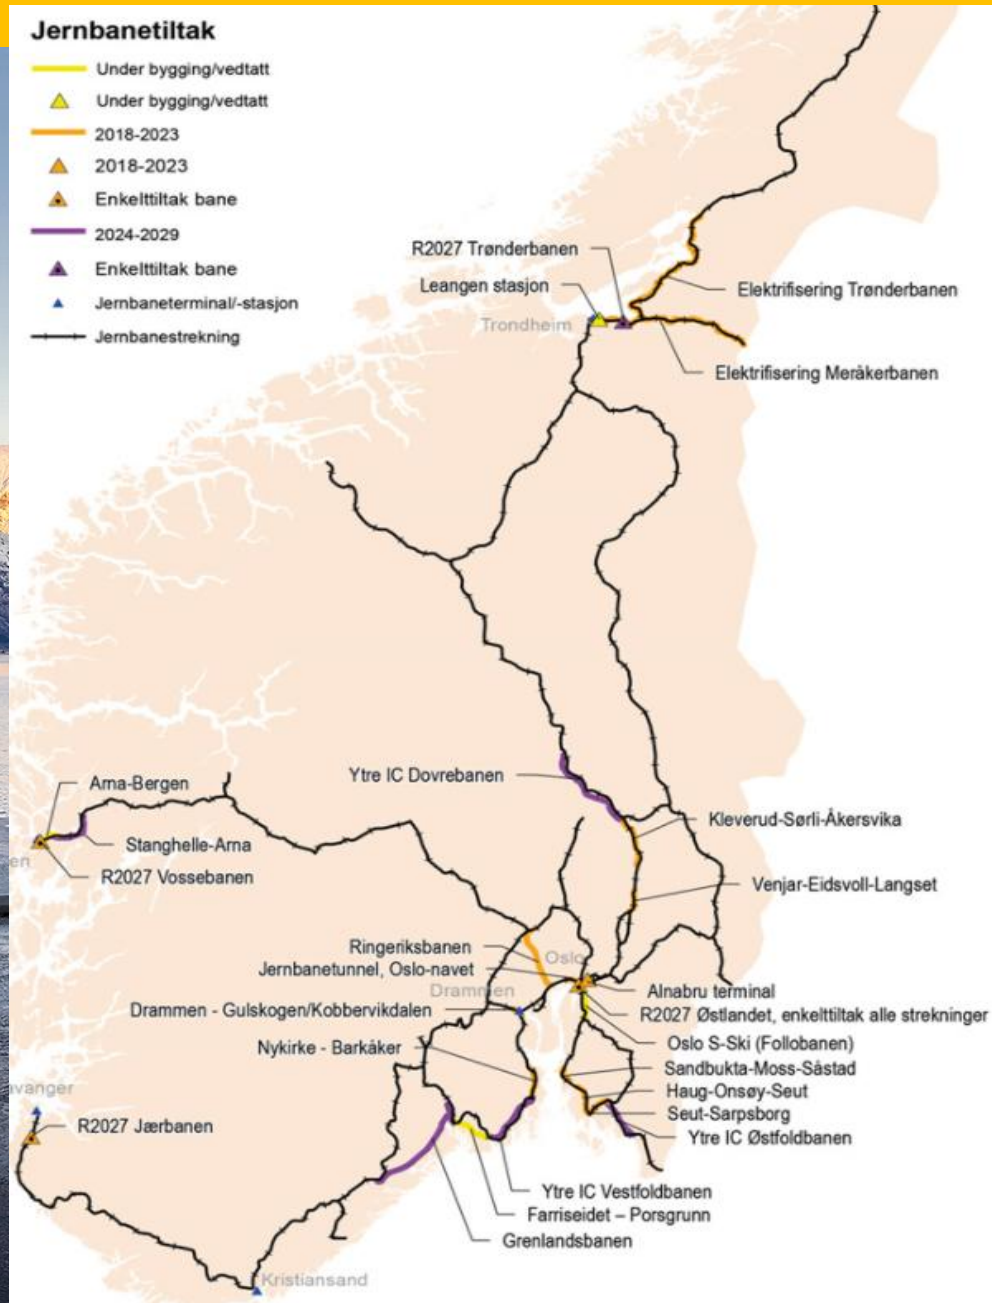 Jernbanetiltak
Under bygging/vedtatt
Under bygging/vedtatt
2018-2023
2018-2023
Enkelttiltak bane
2024-2029
Enkelttiltak bane
Jernbaneterminal/-stasjon
Jernbanestrekning
R2027 Trønderbanen
Leangen stasjon
Trondheim
Elektrifisering Trønderbanen
Elektrifisering Meråkerbanen
Ytre IC Dovrebanen
Arna-Bergen
Stanghelle-Arna
en
R2027 Vossebanen
Kleverud-Sørli-Åkersvika
Venjar-Eidsvoll-Langset
Ringeriksbanen
Oslo
Jernbanetunnel, Oslo-navet
Drammen
Drammen - Gulskogen/Kobbervikdalen
Nykirke - Barkåker
Alnabru terminal
R2027 Østlandet, enkelttiltak alle strekninger
Oslo S-Ski (Follobanen)
Sandbukta-Moss-Såstad
Haug-Onsøy-Seut
Seut-Sarpsborg
Ytre IC Østfoldbanen
avanger
R2027 Jærbanen
Ytre IC Vestfoldbanen
Farriseidet – Porsgrunn
Grenlandsbanen
Kristiansand